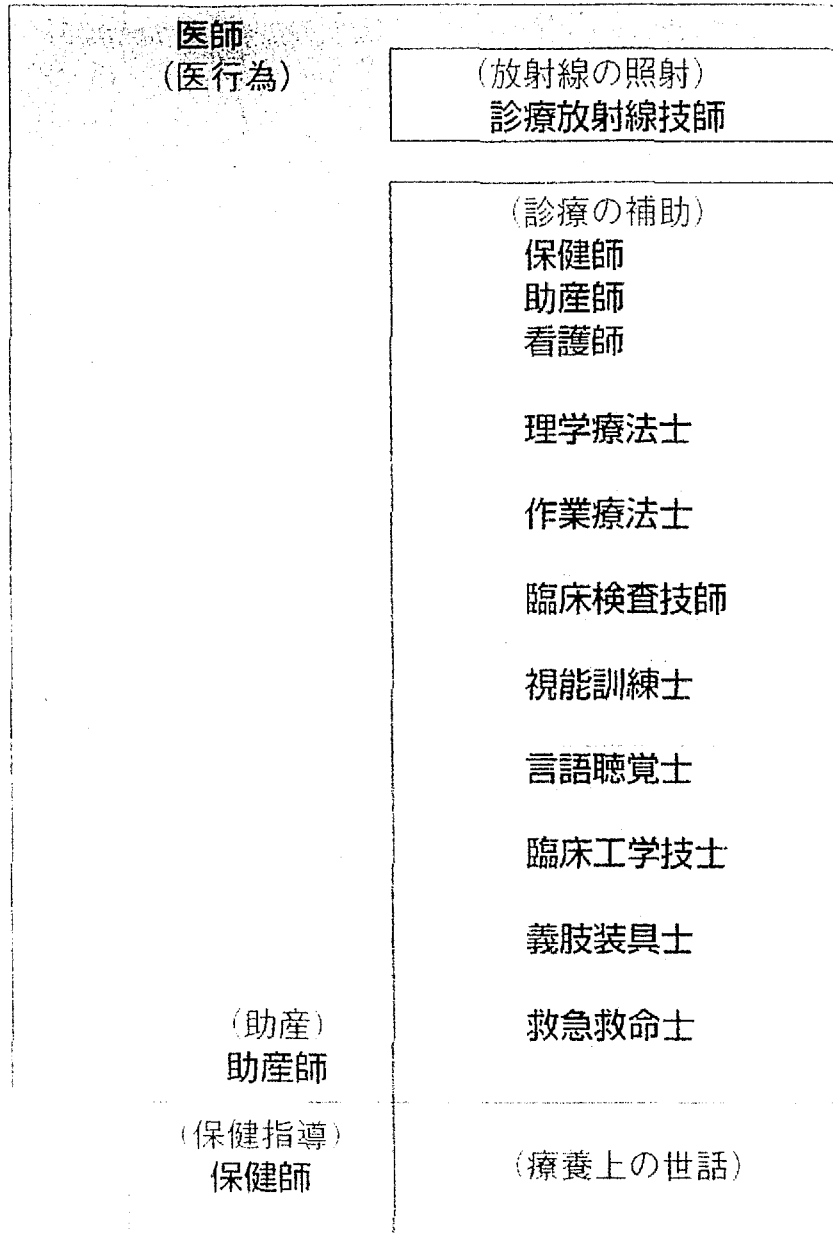 医師
(医行為)
(放射線の照射)
診療放射線技師
(診療の補助)
保健師
助産師
看護師
理学療法士
作業療法士
臨床検査技師
視能訓練士
言語聴覚士
臨床工学技士
義肢装具士
救急救命士
(助産)
助産師
(保健指導)
保健師
(療養上の世話)